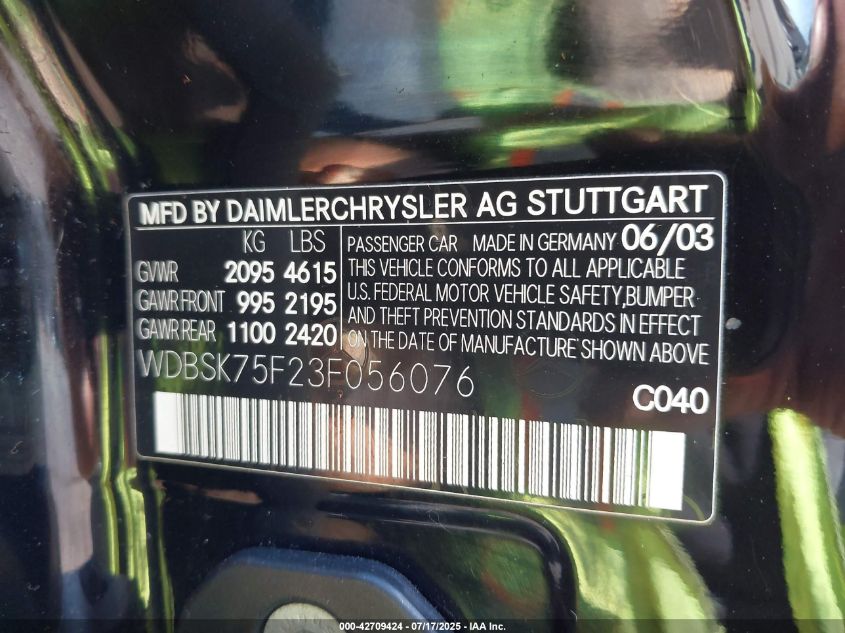 MFD BY DAIMLERCHRYSLER AG STUTTGART
KG LBS
GVWR 2095 4615
GAWR FRONT 995 2195
GAWR REAR 1100 2420
PASSENGER CAR MADE IN GERMANY 06/03
THIS VEHICLE CONFORMS TO ALL APPLICABLE
U.S. FEDERAL MOTOR VEHICLE SAFETY, BUMPER
AND THEFT PREVENTION STANDARDS IN EFFECT
ON THE DATE OF MANUFACTURE SHOWN ABOVE
WDBSK75F23F056076
C040
000-42709424 - 07/17/2025 - IAA Inc.